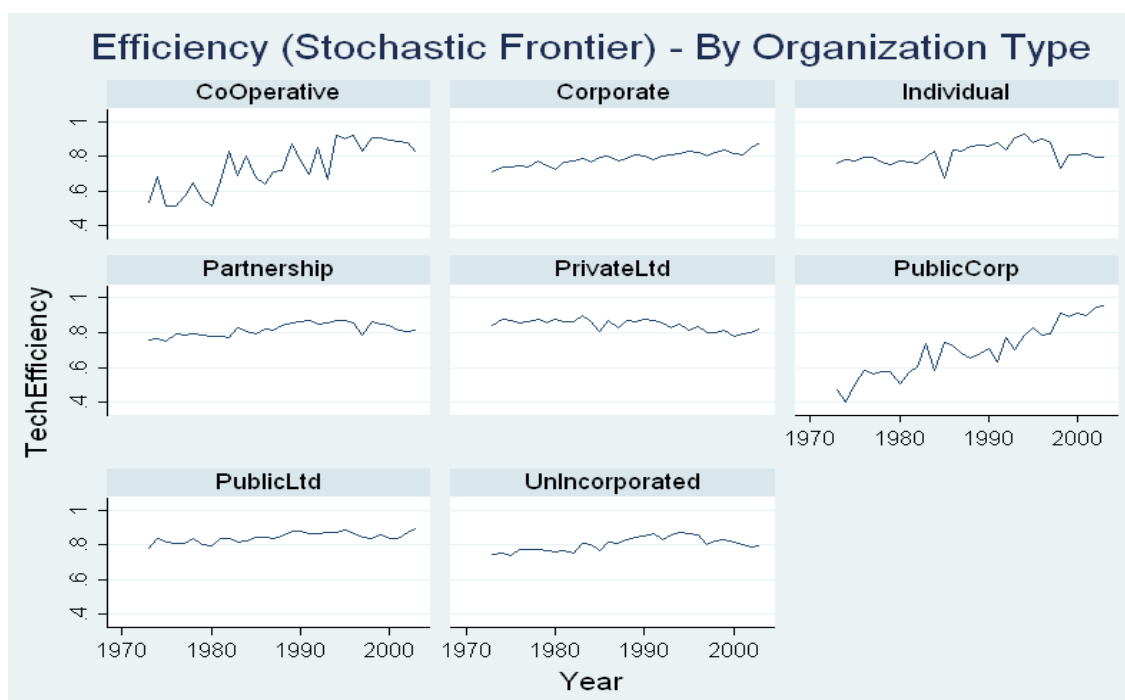 Efficiency (Stochastic Frontier) - By Organization Type
CoOperative
Corporate
Individual
1
.8
.6
.4
Partnership
PrivateLtd
PublicCorp
1
.8
.6
.4
1970 1980 1990 2000
PublicLtd
UnIncorporated
1
.8
.6
.4
1970 1980 1990 2000
1970 1980 1990 2000
TechEfficiency
Year